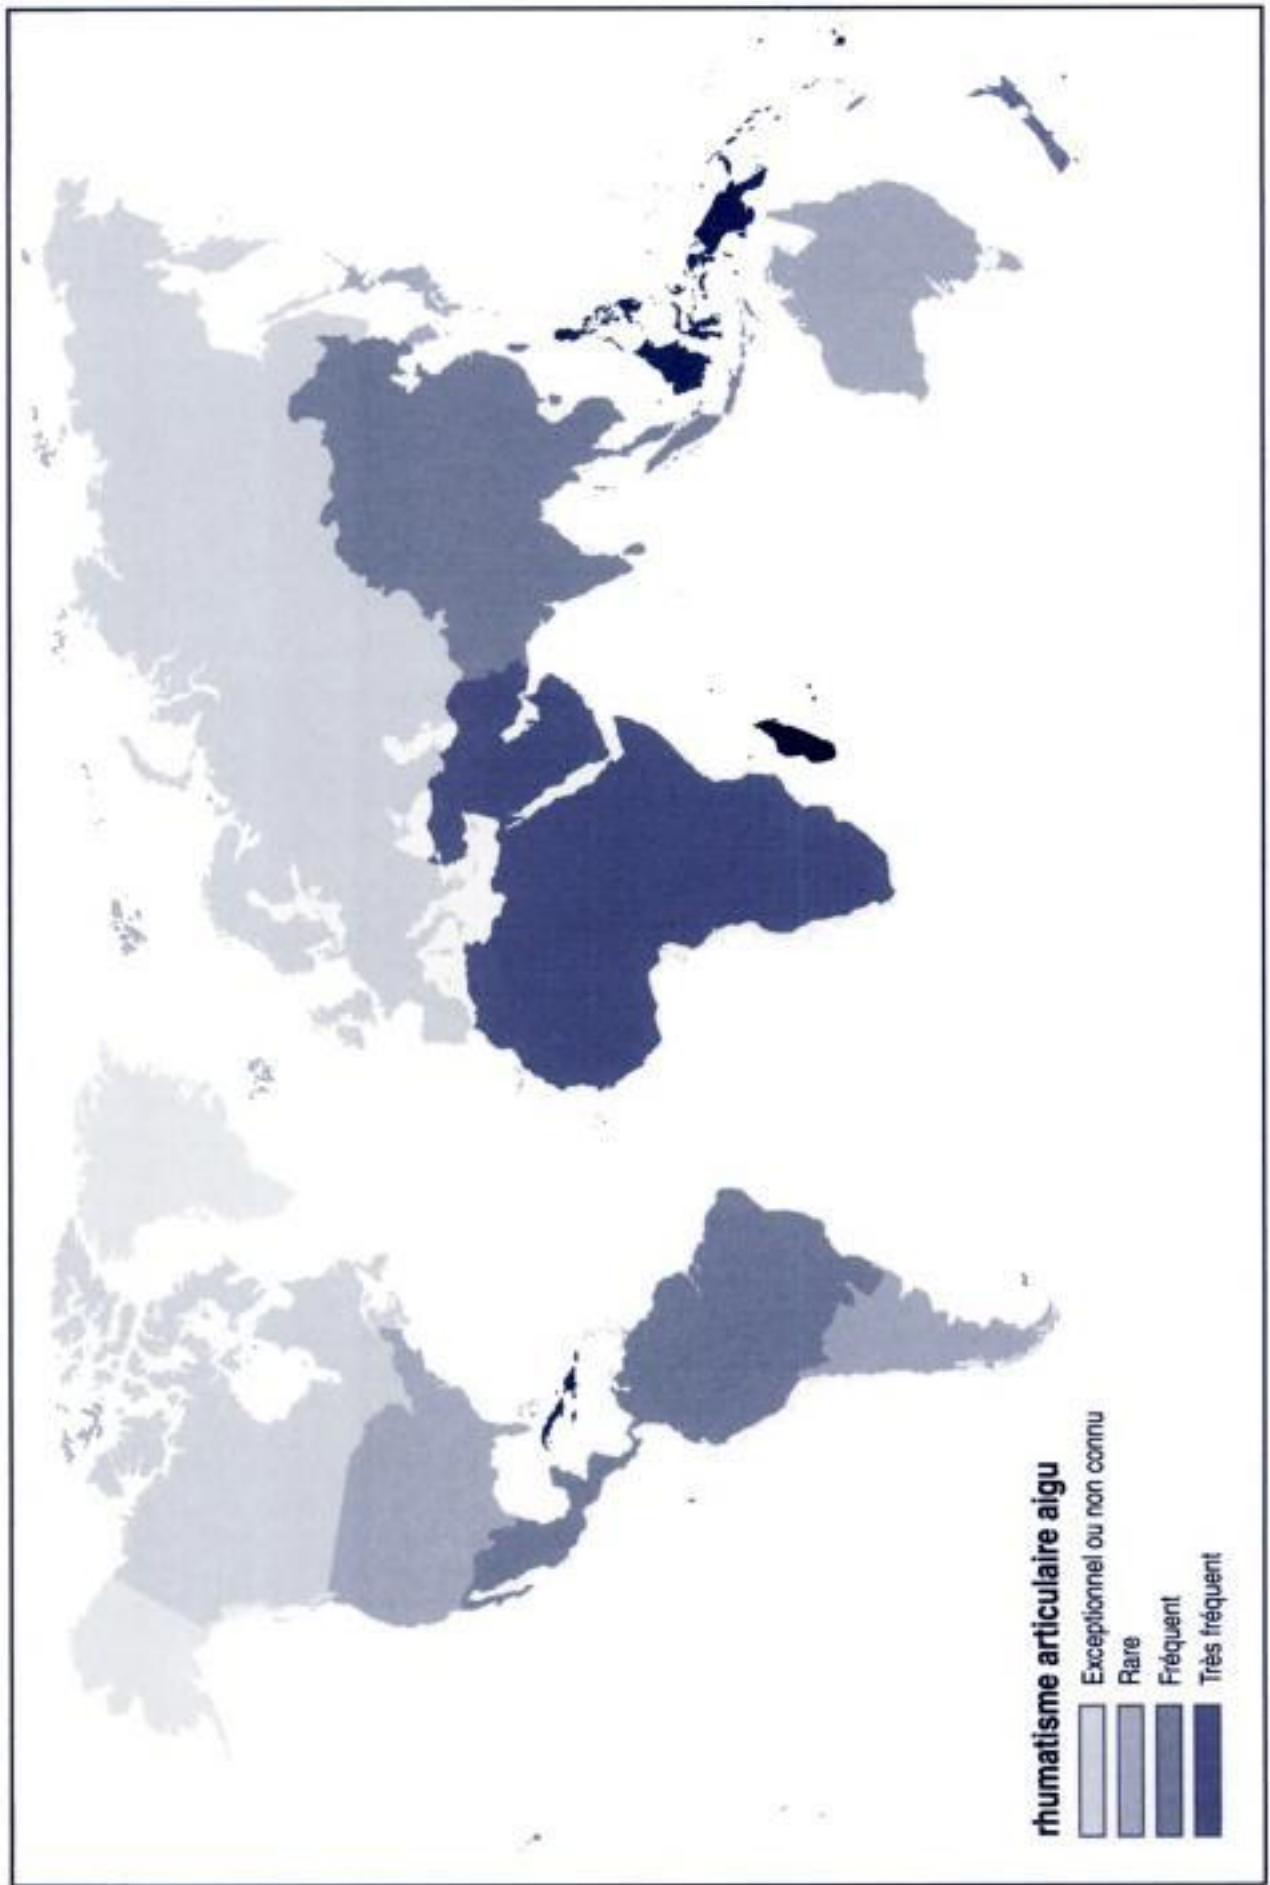 rhumatisme articulaire aigu
Exceptionnel ou non connu
Rare
Fréquent
Très fréquent